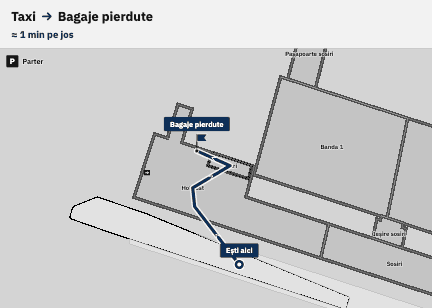 Taxi → Bagaje pierdute
≈ 1 min pe jos
P Parter
Pașapoarte sosiri
Bagaje pierdute
Banda 1
Ești aici
Ieșire sosiri
Sosiri